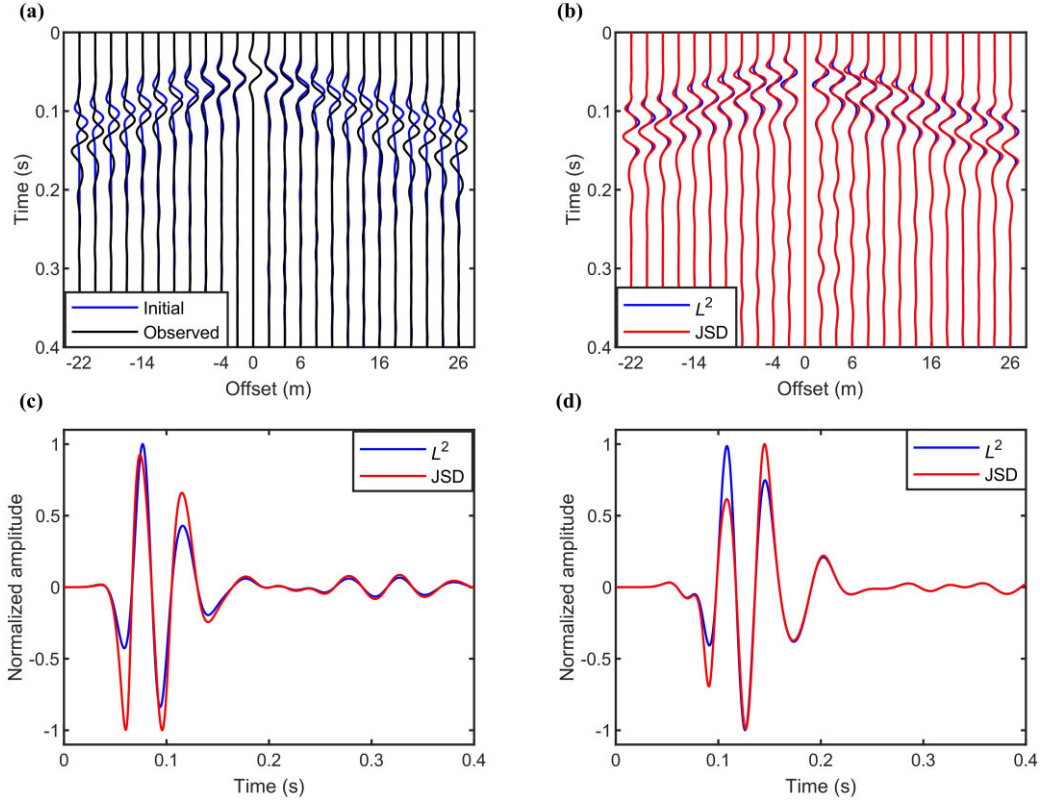 (a)
0
0.1
0.2
0.3
0.4
Time (s)
Initial
Observed
-22 -14 -4 0 6 16 26
Offset (m)
(b)
0
0.1
0.2
0.3
0.4
Time (s)
L²
JSD
-22 -14 -4 0 6 16 26
Offset (m)
(c)
1
0.5
0
-0.5
-1
Normalized amplitude
L²
JSD
0 0.1 0.2 0.3 0.4
Time (s)
(d)
1
0.5
0
-0.5
-1
Normalized amplitude
L²
JSD
0 0.1 0.2 0.3 0.4
Time (s)